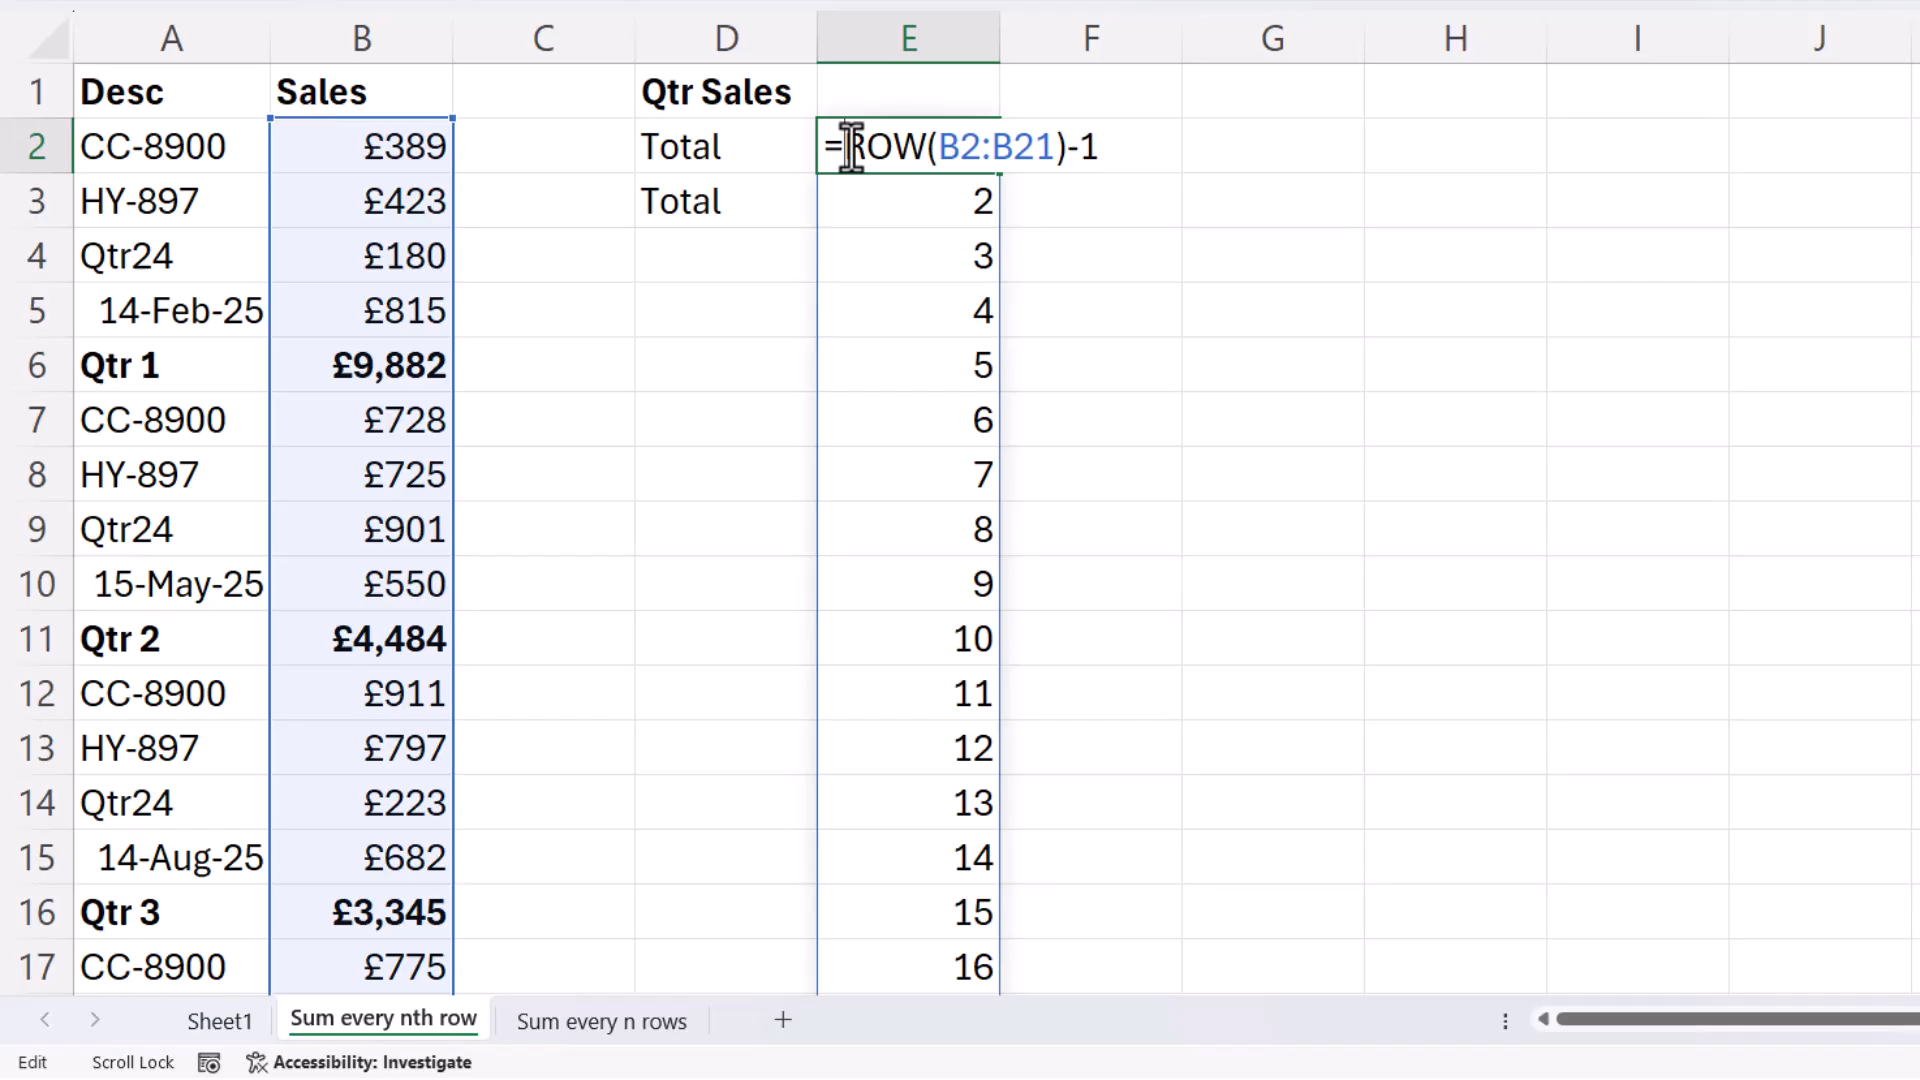 A B C D E F G H I J
1 Desc Sales Qtr Sales
2 CC-8900 £389 Total =ROW(B2:B21)-1
3 HY-897 £423 Total 2
4 Qtr24 £180 3
5 14-Feb-25 £815 4
6 Qtr 1 £9,882 5
7 CC-8900 £728 6
8 HY-897 £725 7
9 Qtr24 £901 8
10 15-May-25 £550 9
11 Qtr 2 £4,484 10
12 CC-8900 £911 11
13 HY-897 £797 12
14 Qtr24 £223 13
15 14-Aug-25 £682 14
16 Qtr 3 £3,345 15
17 CC-8900 £775 16
Sheet1 Sum every nth row Sum every n rows +
Edit Scroll Lock Accessibility: Investigate